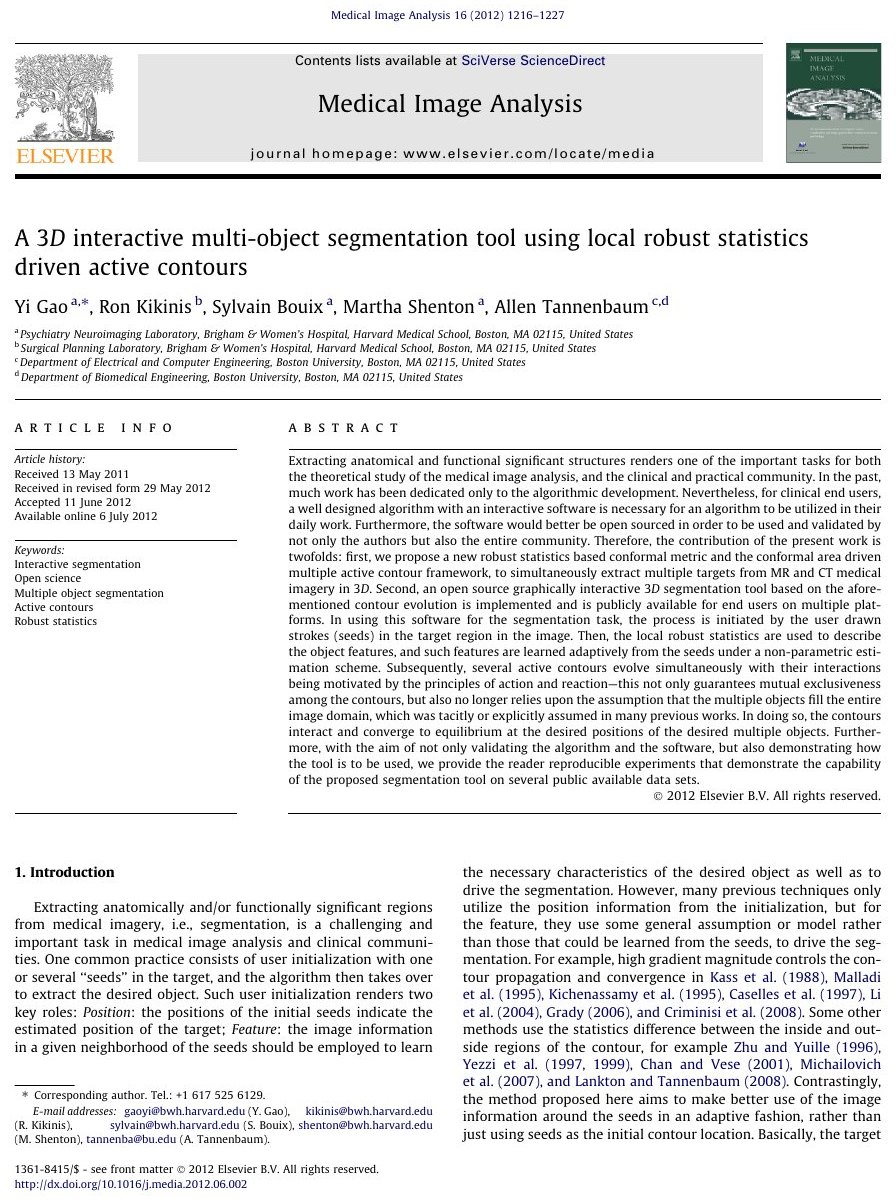 Medical Image Analysis 16 (2012) 1216–1227
Contents lists available at SciVerse ScienceDirect
Medical Image Analysis
journal homepage: www.elsevier.com/locate/media
ELSEVIER
MEDICAL
IMAGE
ANALYSIS
A 3D interactive multi-object segmentation tool using local robust statistics
driven active contours
Yi Gao a,*, Ron Kikinis b, Sylvain Bouix a, Martha Shenton a, Allen Tannenbaum c,d
a Psychiatry Neuroimaging Laboratory, Brigham & Women's Hospital, Harvard Medical School, Boston, MA 02115, United States
b Surgical Planning Laboratory, Brigham & Women's Hospital, Harvard Medical School, Boston, MA 02115, United States
c Department of Electrical and Computer Engineering, Boston University, Boston, MA 02115, United States
d Department of Biomedical Engineering, Boston University, Boston, MA 02115, United States
ARTICLE INFO
Article history:
Received 13 May 2011
Received in revised form 29 May 2012
Accepted 11 June 2012
Available online 6 July 2012
Keywords:
Interactive segmentation
Open science
Multiple object segmentation
Active contours
Robust statistics
ABSTRACT
Extracting anatomical and functional significant structures renders one of the important tasks for both
the theoretical study of the medical image analysis, and the clinical and practical community. In the past,
much work has been dedicated only to the algorithmic development. Nevertheless, for clinical end users,
a well designed algorithm with an interactive software is necessary for an algorithm to be utilized in their
daily work. Furthermore, the software would better be open sourced in order to be used and validated by
not only the authors but also the entire community. Therefore, the contribution of the present work is
twofolds: first, we propose a new robust statistics based conformal metric and the conformal area driven
multiple active contour framework, to simultaneously extract multiple targets from MR and CT medical
imagery in 3D. Second, an open source graphically interactive 3D segmentation tool based on the afore-
mentioned contour evolution is implemented and is publicly available for end users on multiple plat-
forms. In using this software for the segmentation task, the process is initiated by the user drawn
strokes (seeds) in the target region in the image. Then, the local robust statistics are used to describe
the object features, and such features are learned adaptively from the seeds under a non-parametric esti-
mation scheme. Subsequently, several active contours evolve simultaneously with their interactions
being motivated by the principles of action and reaction—this not only guarantees mutual exclusiveness
among the contours, but also no longer relies upon the assumption that the multiple objects fill the entire
image domain, which was tacitly or explicitly assumed in many previous works. In doing so, the contours
interact and converge to equilibrium at the desired positions of the desired multiple objects. Further-
more, with the aim of not only validating the algorithm and the software, but also demonstrating how
the tool is to be used, we provide the reader reproducible experiments that demonstrate the capability
of the proposed segmentation tool on several public available data sets.
© 2012 Elsevier B.V. All rights reserved.
1. Introduction
Extracting anatomically and/or functionally significant regions
from medical imagery, i.e., segmentation, is a challenging and
important task in medical image analysis and clinical communi-
ties. One common practice consists of user initialization with one
or several ‘‘seeds’’ in the target, and the algorithm then takes over
to extract the desired object. Such user initialization renders two
key roles: Position: the positions of the initial seeds indicate the
estimated position of the target; Feature: the image information
in a given neighborhood of the seeds should be employed to learn
the necessary characteristics of the desired object as well as to
drive the segmentation. However, many previous techniques only
utilize the position information from the initialization, but for
the feature, they use some general assumption or model rather
than those that could be learned from the seeds, to drive the seg-
mentation. For example, high gradient magnitude controls the con-
tour propagation and convergence in Kass et al. (1988), Malladi
et al. (1995), Kichenassamy et al. (1995), Caselles et al. (1997), Li
et al. (2004), Grady (2006), and Criminisi et al. (2008). Some other
methods use the statistics difference between the inside and out-
side regions of the contour, for example Zhu and Yuille (1996),
Yezzi et al. (1997, 1999), Chan and Vese (2001), Michailovich
et al. (2007), and Lankton and Tannenbaum (2008). Contrastingly,
the method proposed here aims to make better use of the image
information around the seeds in an adaptive fashion, rather than
just using seeds as the initial contour location. Basically, the target
* Corresponding author. Tel.: +1 617 525 6129.
E-mail addresses: gaoyi@bwh.harvard.edu (Y. Gao), kikinis@bwh.harvard.edu
(R. Kikinis), sylvain@bwh.harvard.edu (S. Bouix), shenton@bwh.harvard.edu
(M. Shenton), tannenba@bu.edu (A. Tannenbaum).
1361-8415/$ - see front matter © 2012 Elsevier B.V. All rights reserved.
http://dx.doi.org/10.1016/j.media.2012.06.002